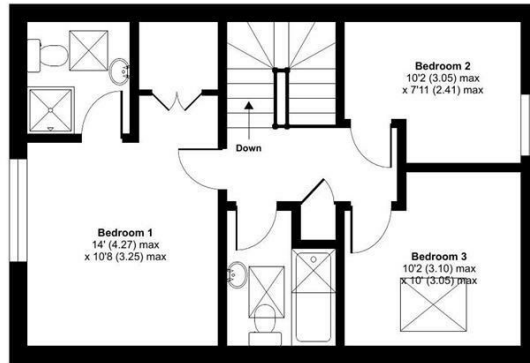 Bedroom 2
10'2 (3.05) max
x 7'11 (2.41) max
Down
Bedroom 1
14' (4.27) max
x 10'8 (3.25) max
Bedroom 3
10'2 (3.10) max
x 10' (3.05) max